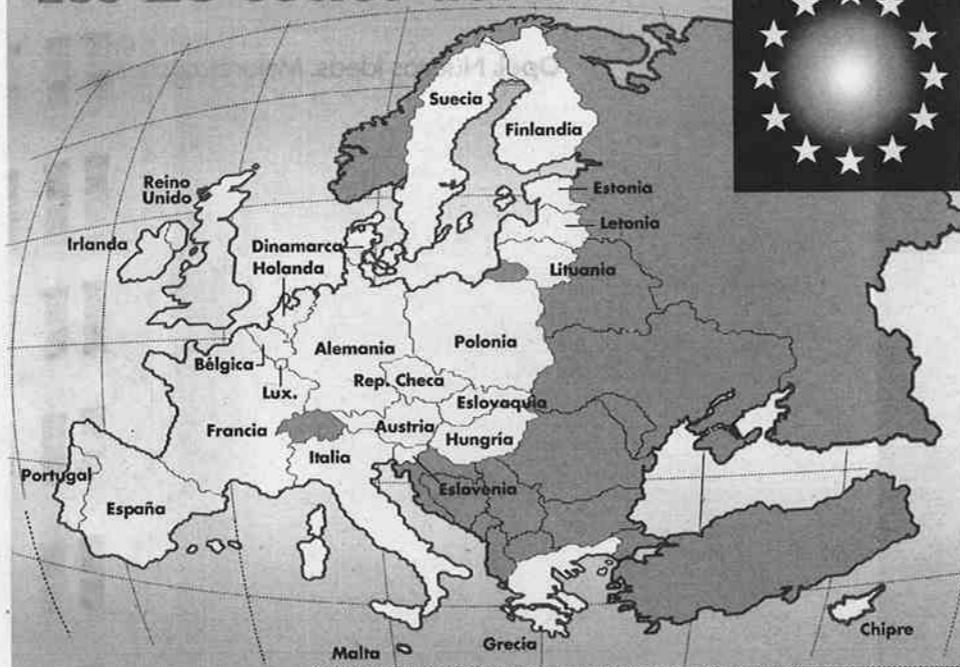 Suecia
Finlandia
Reino
Unido
Estonia
Letonia
Irlanda
Dinamarca
Holanda
Lituania
Alemania
Polonia
Bélgica
Rep. Checa
Lux.
Eslovaquia
Francia
Austria
Hungría
Italia
Portugal
Eslavenia
España
Chipre
Grecia
Malta